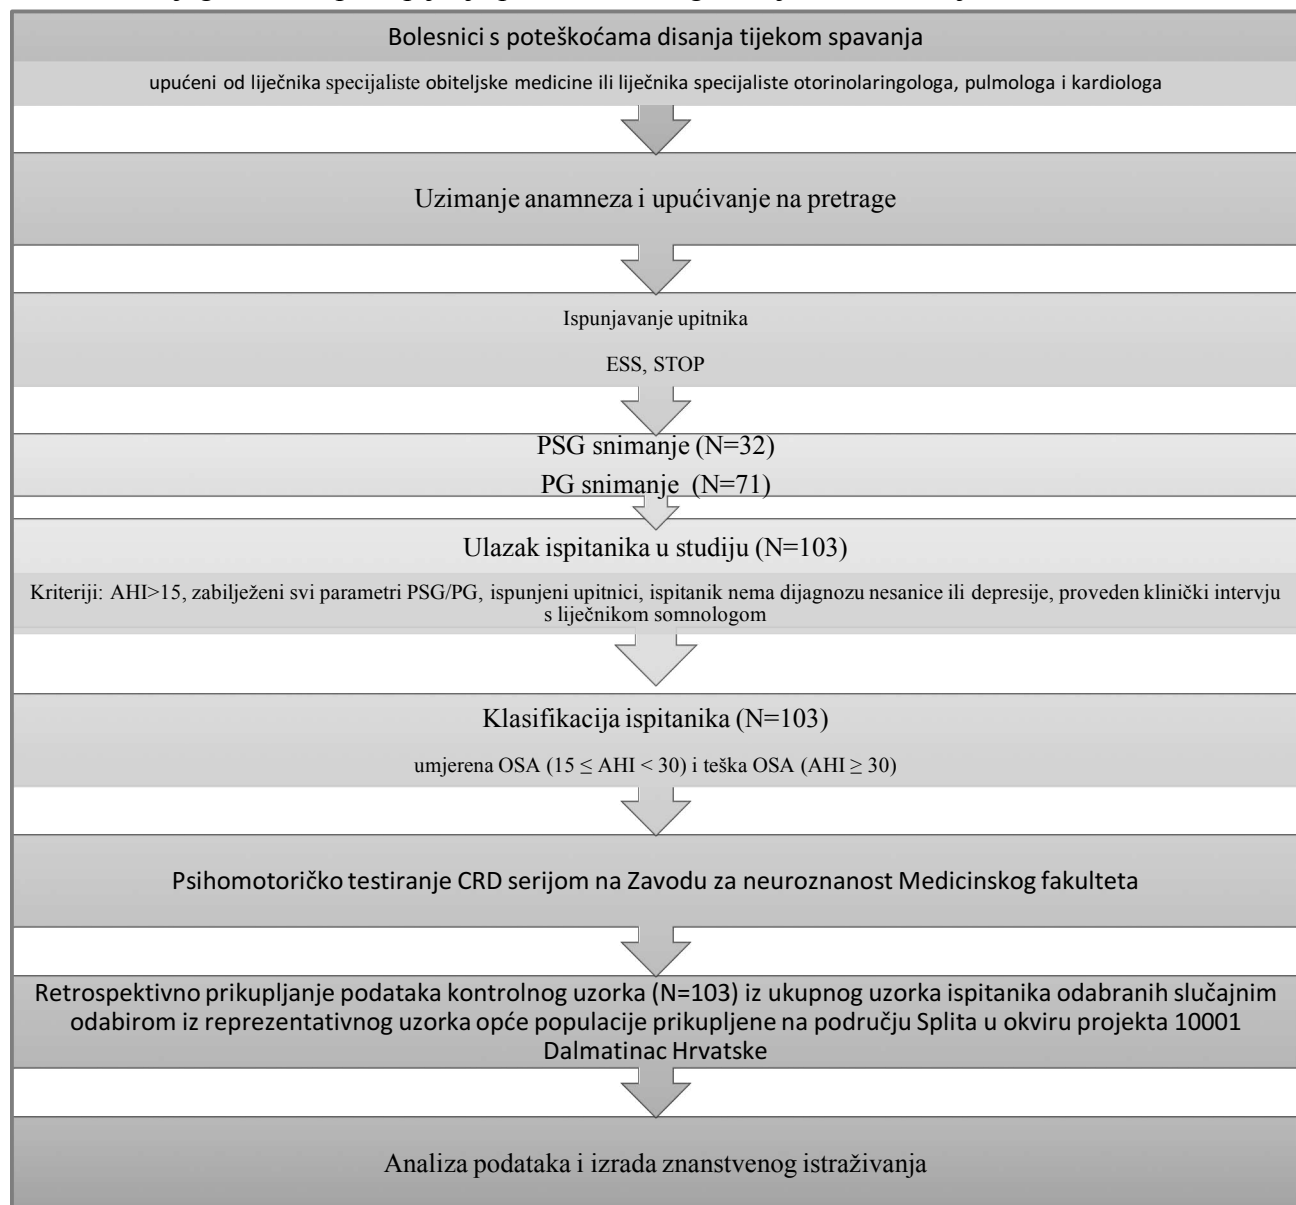 Bolesnici s poteškoćama disanja tijekom spavanja
upućeni od liječnika specijaliste obiteljske medicine ili liječnika specijaliste otorinolaringologa, pulmologa i kardiologa
Uzimanje anamneza i upućivanje na pretrage
Ispunjavanje upitnika
ESS, STOP
PSG snimanje (N=32)
PG snimanje (N=71)
Ulazak ispitanika u studiju (N=103)
Kriteriji: AHI>15, zabilježeni svi parametri PSG/PG, ispunjeni upitnici, ispitanik nema dijagnozu nesanice ili depresije, proveden klinički intervju
s liječnikom somnologom
Klasifikacija ispitanika (N=103)
umjerena OSA (15 ≤ AHI < 30) i teška OSA (AHI ≥ 30)
Psihomotoričko testiranje CRD serijom na Zavodu za neuroznanost Medicinskog fakulteta
Retrospektivno prikupljanje podataka kontrolnog uzorka (N=103) iz ukupnog uzorka ispitanika odabranih slučajnim
odabirom iz reprezentativnog uzorka opće populacije prikupljene na području Splita u okviru projekta 10001
Dalmatinac Hrvatske
Analiza podataka i izrada znanstvenog istraživanja